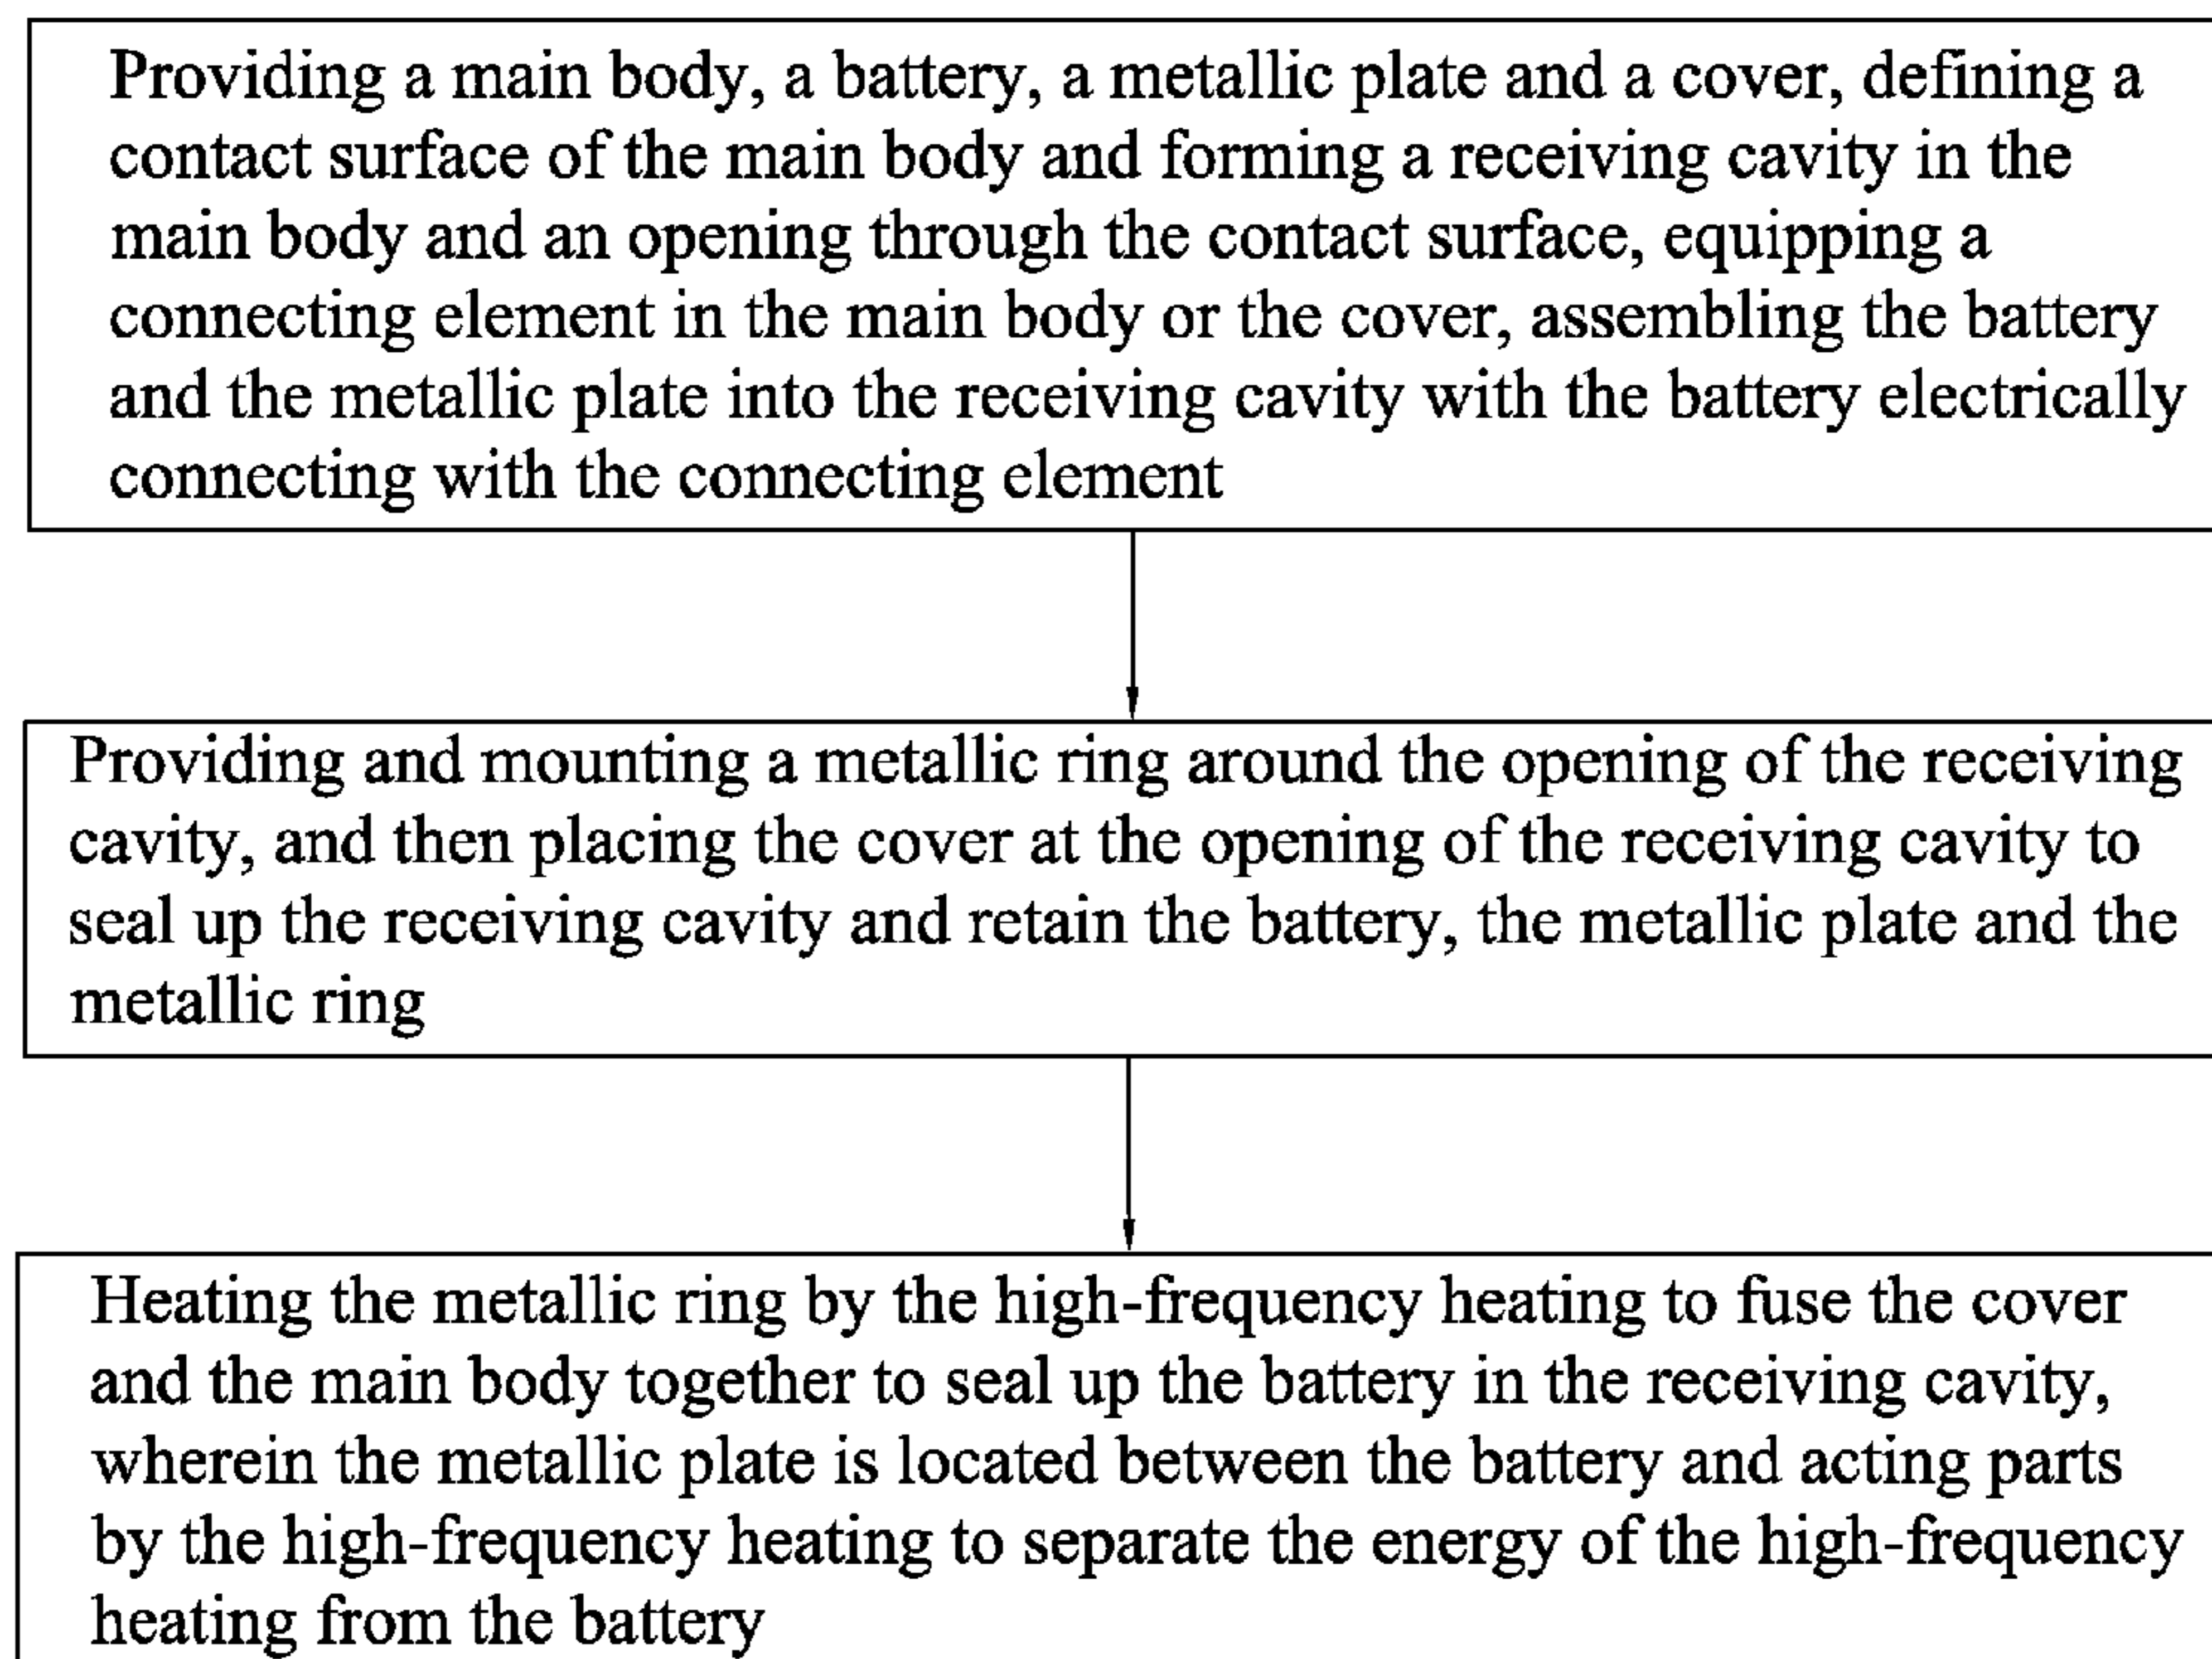 Providing a main body, a battery, a metallic plate and a cover, defining a
contact surface of the main body and forming a receiving cavity in the
main body and an opening through the contact surface, equipping a
connecting element in the main body or the cover, assembling the battery
and the metallic plate into the receiving cavity with the battery electrically
connecting with the connecting element
Providing and mounting a metallic ring around the opening of the receiving
cavity, and then placing the cover at the opening of the receiving cavity to
seal up the receiving cavity and retain the battery, the metallic plate and the
metallic ring
Heating the metallic ring by the high-frequency heating to fuse the cover
and the main body together to seal up the battery in the receiving cavity,
wherein the metallic plate is located between the battery and acting parts
by the high-frequency heating to separate the energy of the high-frequency
heating from the battery